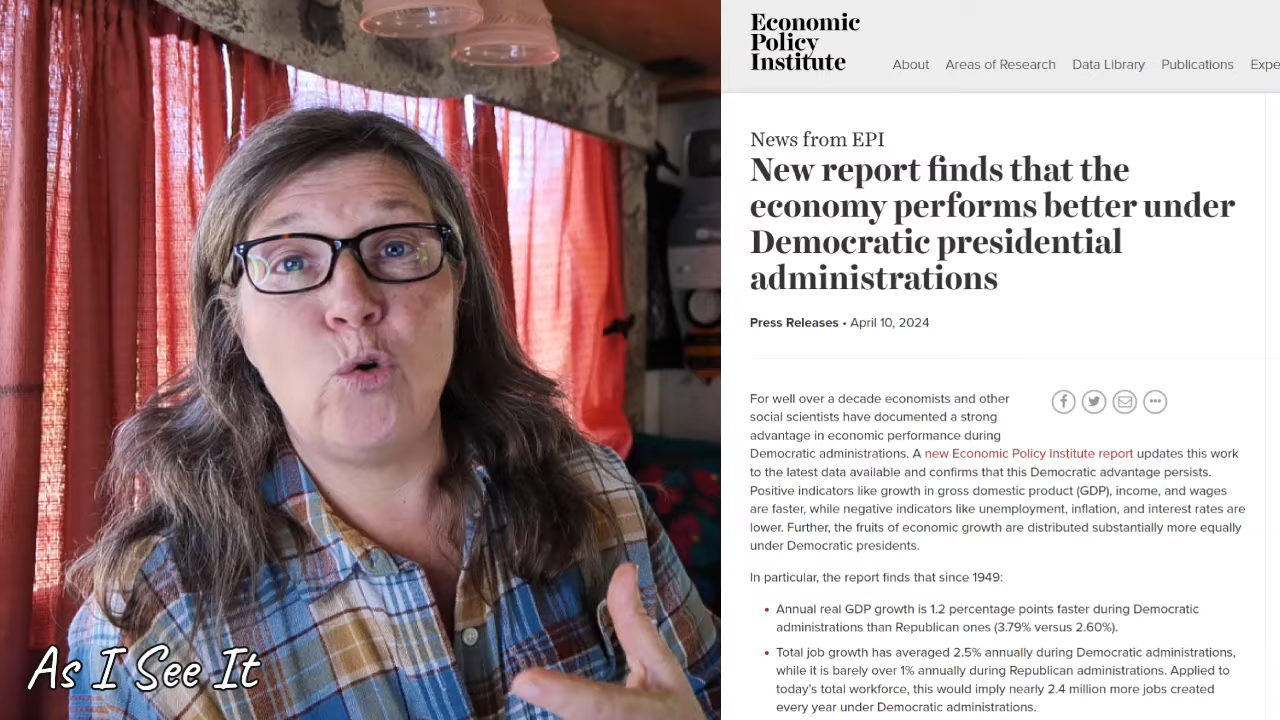 As I See It
Economic
Policy
Institute
About Areas of Research Data Library Publications
News from EPI
New report finds that the
economy performs better under
Democratic presidential
administrations
Press Releases • April 10, 2024
For well over a decade economists and other
social scientists have documented a strong
advantage in economic performance during
Democratic administrations. A new Economic Policy Institute report updates this work
to the latest data available and confirms that this Democratic advantage persists.
Positive indicators like growth in gross domestic product (GDP), income, and wages
are faster, while negative indicators like unemployment, inflation, and interest rates are
lower. Further, the fruits of economic growth are distributed substantially more equally
under Democratic presidents.
In particular, the report finds that since 1949:
• Annual real GDP growth is 1.2 percentage points faster during Democratic
administrations than Republican ones (3.79% versus 2.60%).
• Total job growth has averaged 2.5% annually during Democratic administrations,
while it is barely over 1% annually during Republican administrations. Applied to
today's total workforce, this would imply nearly 2.4 million more jobs created
every year under Democratic administrations.